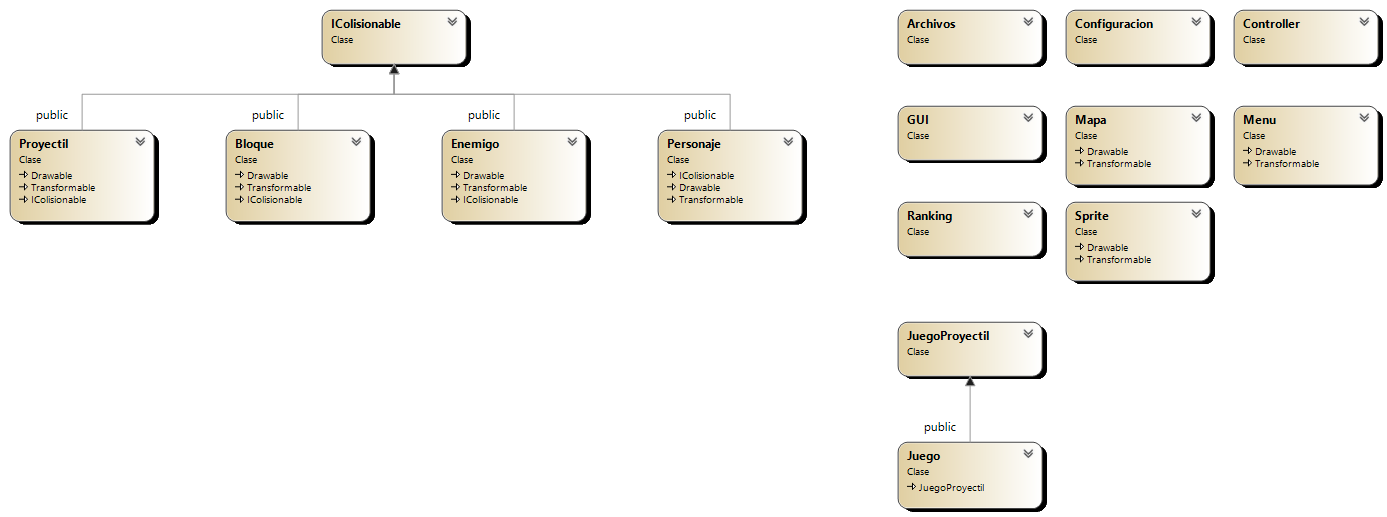 IColisionable
Clase
public
public
public
public
Proyectil
Clase
Drawable
Transformable
IColisionable
Bloque
Clase
Drawable
Transformable
IColisionable
Enemigo
Clase
Drawable
Transformable
IColisionable
Personaje
Clase
IColisionable
Drawable
Transformable
Archivos
Clase
Configuracion
Clase
Controller
Clase
GUI
Clase
Mapa
Clase
Drawable
Transformable
Menu
Clase
Drawable
Transformable
Ranking
Clase
Sprite
Clase
Drawable
Transformable
JuegoProyectil
Clase
public
Juego
Clase
JuegoProyectil